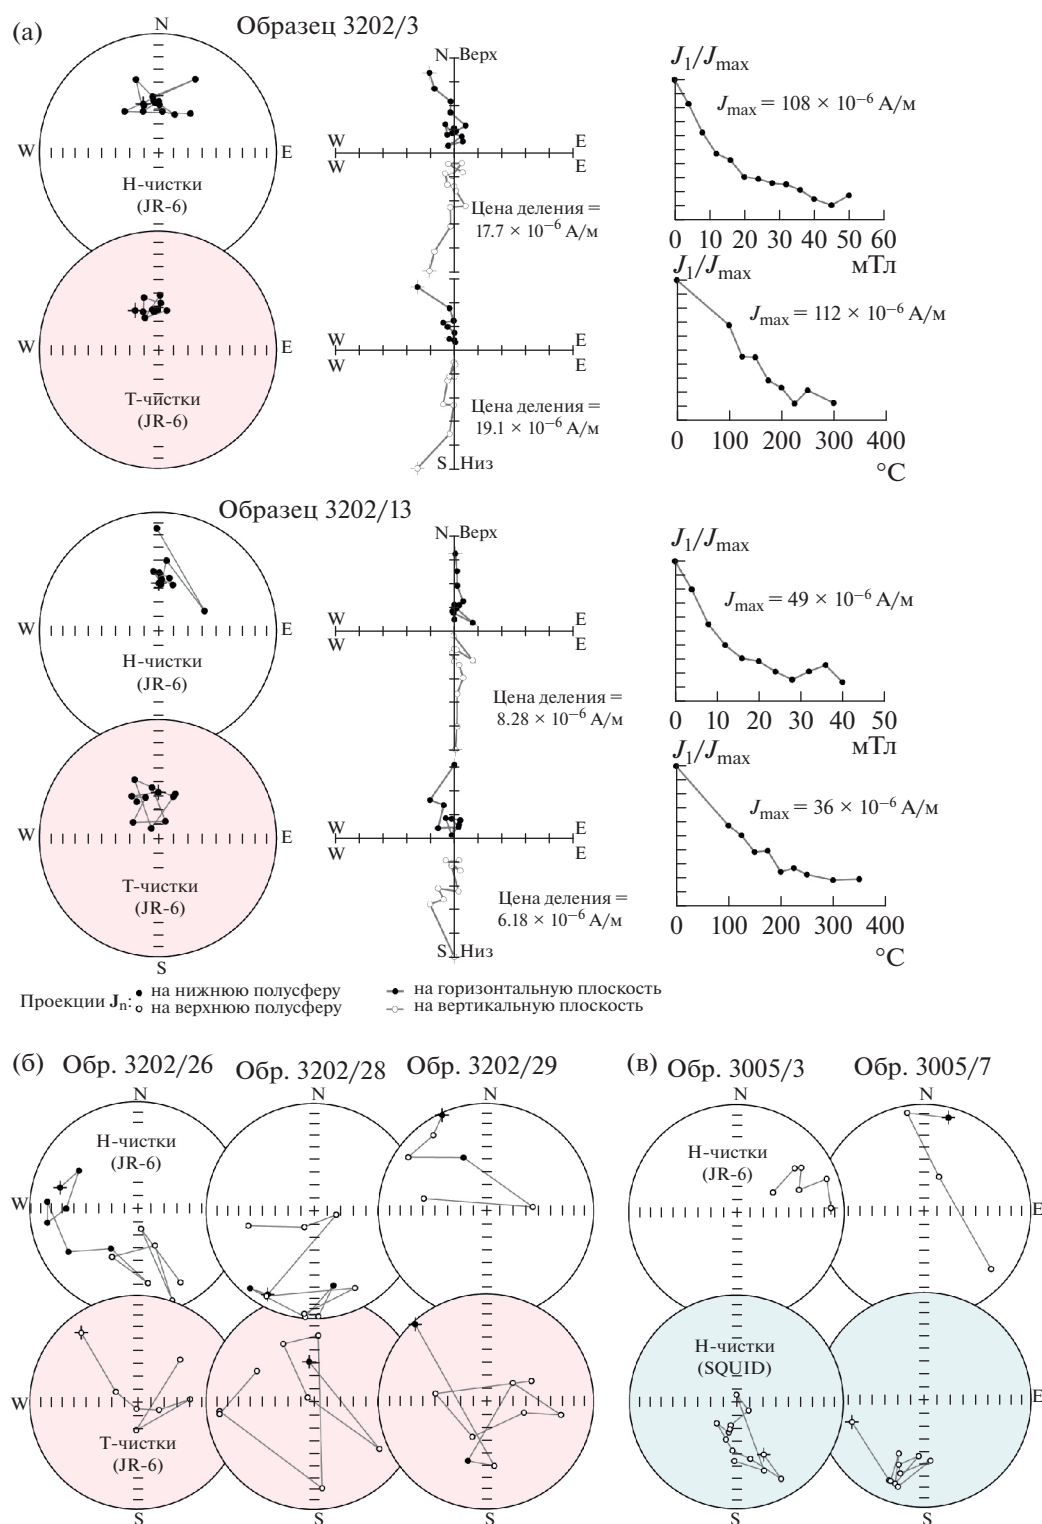 (а)
Образец 3202/3
N
W
E
Н-чистки
(JR-6)
W
E
Т-чистки
(JR-6)
N Верх
W
E
W
E
Цена деления =
17.7 × 10⁻⁶ А/м
W
E
W
E
Цена деления =
19.1 × 10⁻⁶ А/м
S Низ
J₁/Jmax
Jmax = 108 × 10⁻⁶ А/м
0 10 20 30 40 50 60
мТл
J₁/Jmax
Jmax = 112 × 10⁻⁶ А/м
0 100 200 300 400
°C
Образец 3202/13
W
E
Н-чистки
(JR-6)
W
E
Т-чистки
(JR-6)
S
N Верх
W
E
W
E
Цена деления =
8.28 × 10⁻⁶ А/м
W
E
W
E
Цена деления =
6.18 × 10⁻⁶ А/м
S Низ
J₁/Jmax
Jmax = 49 × 10⁻⁶ А/м
0 10 20 30 40 50
мТл
J₁/Jmax
Jmax = 36 × 10⁻⁶ А/м
0 100 200 300 400
°C
Проекции Jn:
на нижнюю полусферу
на верхнюю полусферу
на горизонтальную плоскость
на вертикальную плоскость
(б)
Обр. 3202/26
Обр. 3202/28
Обр. 3202/29
N
N
N
W
Н-чистки
(JR-6)
W
Т-чистки
(JR-6)
S
S
S
(в)
Обр. 3005/3
Обр. 3005/7
N
N
Н-чистки
(JR-6)
E
Н-чистки
(SQUID)
E
S
S